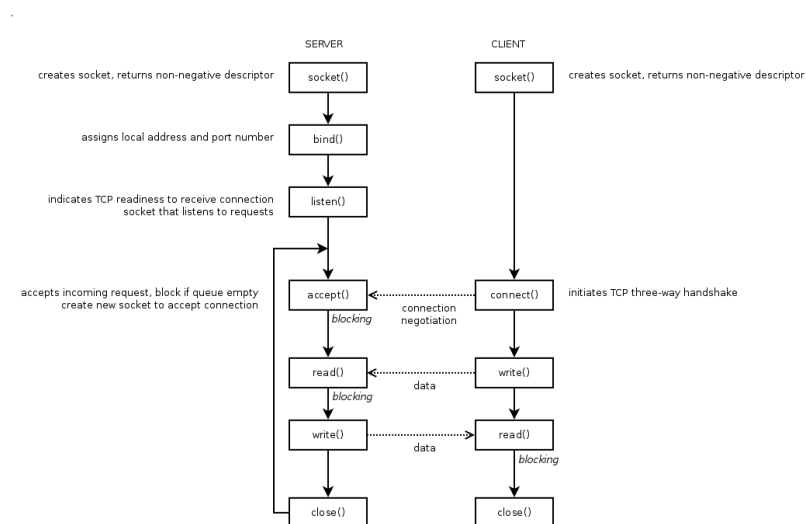 .
SERVER
CLIENT
creates socket, returns non-negative descriptor
socket()
socket()
creates socket, returns non-negative descriptor
assigns local address and port number
bind()
indicates TCP readiness to receive connection
socket that listens to requests
listen()
accepts incoming request, block if queue empty
create new socket to accept connection
accept()
blocking
connection
negotiation
connect()
initiates TCP three-way handshake
read()
blocking
data
write()
write()
data
read()
blocking
close()
close()